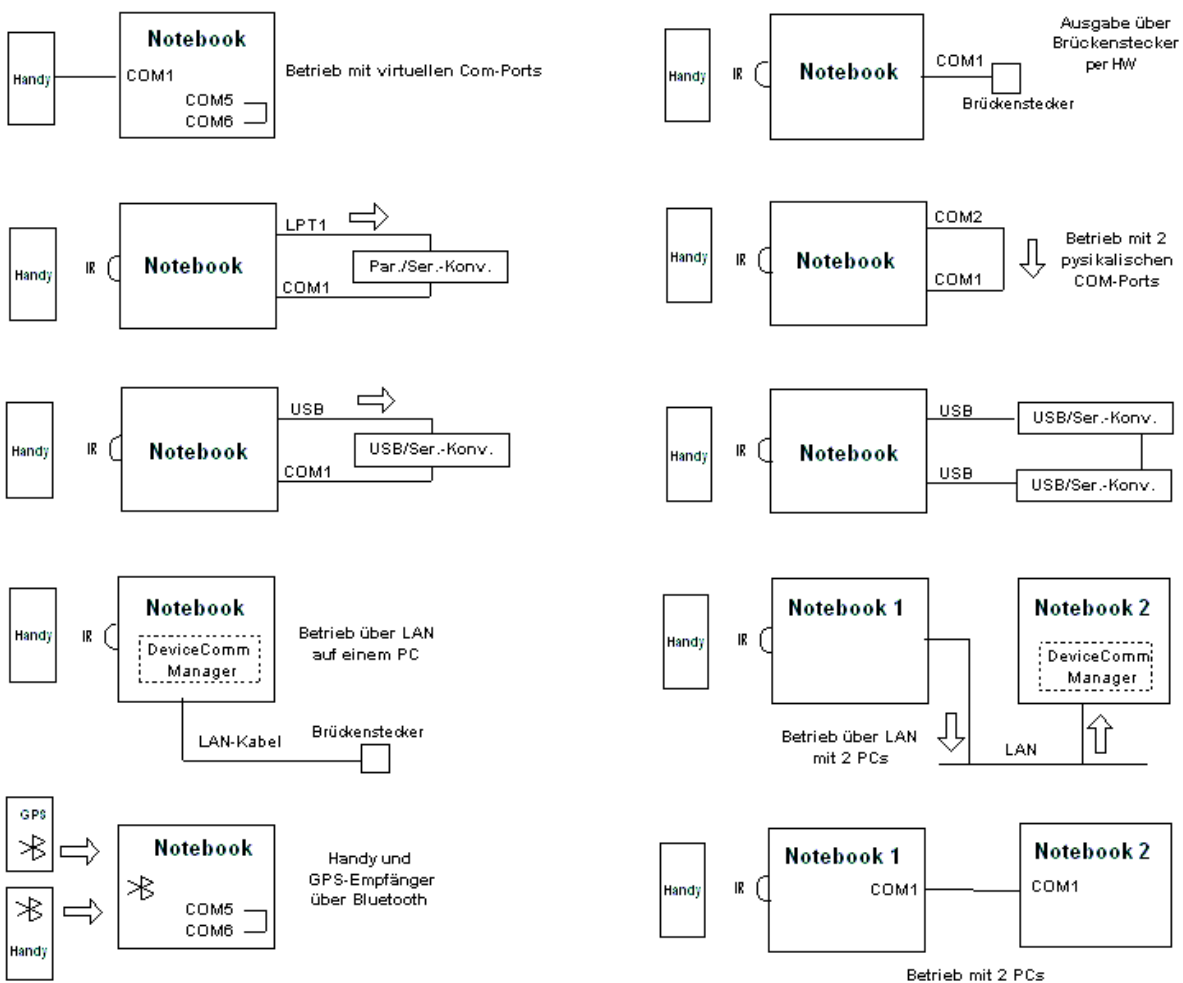 Notebook
Handy
COM1
COM5
COM6
Betrieb mit virtuellen Com-Ports
Handy
IR
Notebook
COM1
Brückenstecker
Ausgabe über
Brückenstecker
per HW
Handy
IR
Notebook
LPT1
Par./Ser.-Konv.
COM1
Handy
IR
Notebook
COM2
COM1
Betrieb mit 2
pysikalischen
COM-Ports
Handy
IR
Notebook
USB
USB/Ser.-Konv.
COM1
Handy
IR
Notebook
USB
USB/Ser.-Konv.
USB
USB/Ser.-Konv.
Handy
IR
Notebook
DeviceComm
Manager
Betrieb über LAN
auf einem PC
LAN-Kabel
Brückenstecker
Handy
IR
Notebook 1
Notebook 2
DeviceComm
Manager
Betrieb über LAN
mit 2 PCs
LAN
GPS
Handy
Notebook
COM5
COM6
Handy und
GPS-Empfänger
über Bluetooth
Handy
IR
Notebook 1
COM1
Notebook 2
COM1
Betrieb mit 2 PCs